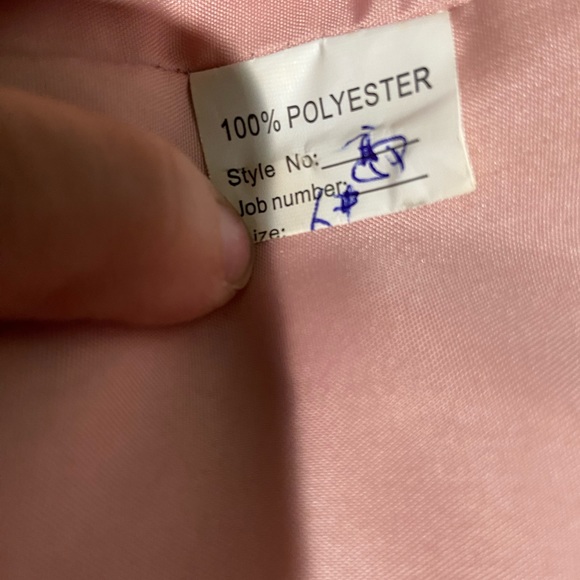 100% POLYESTER
Style No:
Job number:
ize: